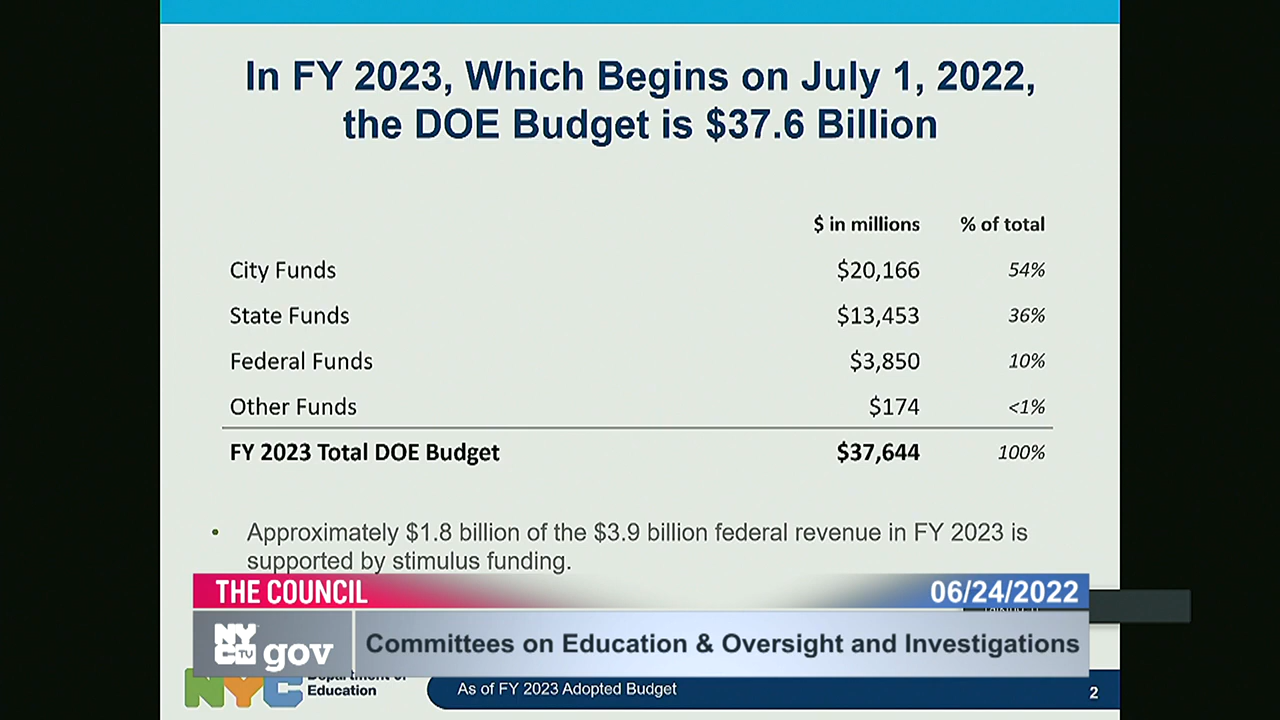 In FY 2023, Which Begins on July 1, 2022,
the DOE Budget is $37.6 Billion
$ in millions % of total
City Funds $20,166 54%
State Funds $13,453 36%
Federal Funds $3,850 10%
Other Funds $174 <1%
FY 2023 Total DOE Budget $37,644 100%
• Approximately $1.8 billion of the $3.9 billion federal revenue in FY 2023 is
supported by stimulus funding.
THE COUNCIL 06/24/2022
NYC TV gov Committees on Education & Oversight and Investigations
NYC Department of
Education
As of FY 2023 Adopted Budget 2